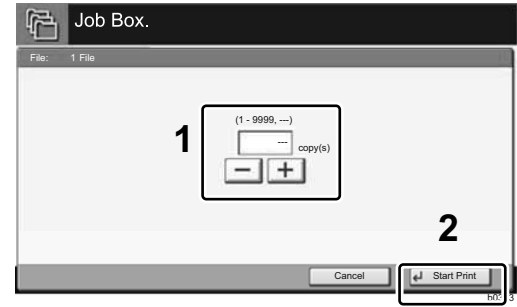 Job Box.
File: 1 File
1
(1 - 9999, ---)
--- copy(s)
2
Cancel
Start Print